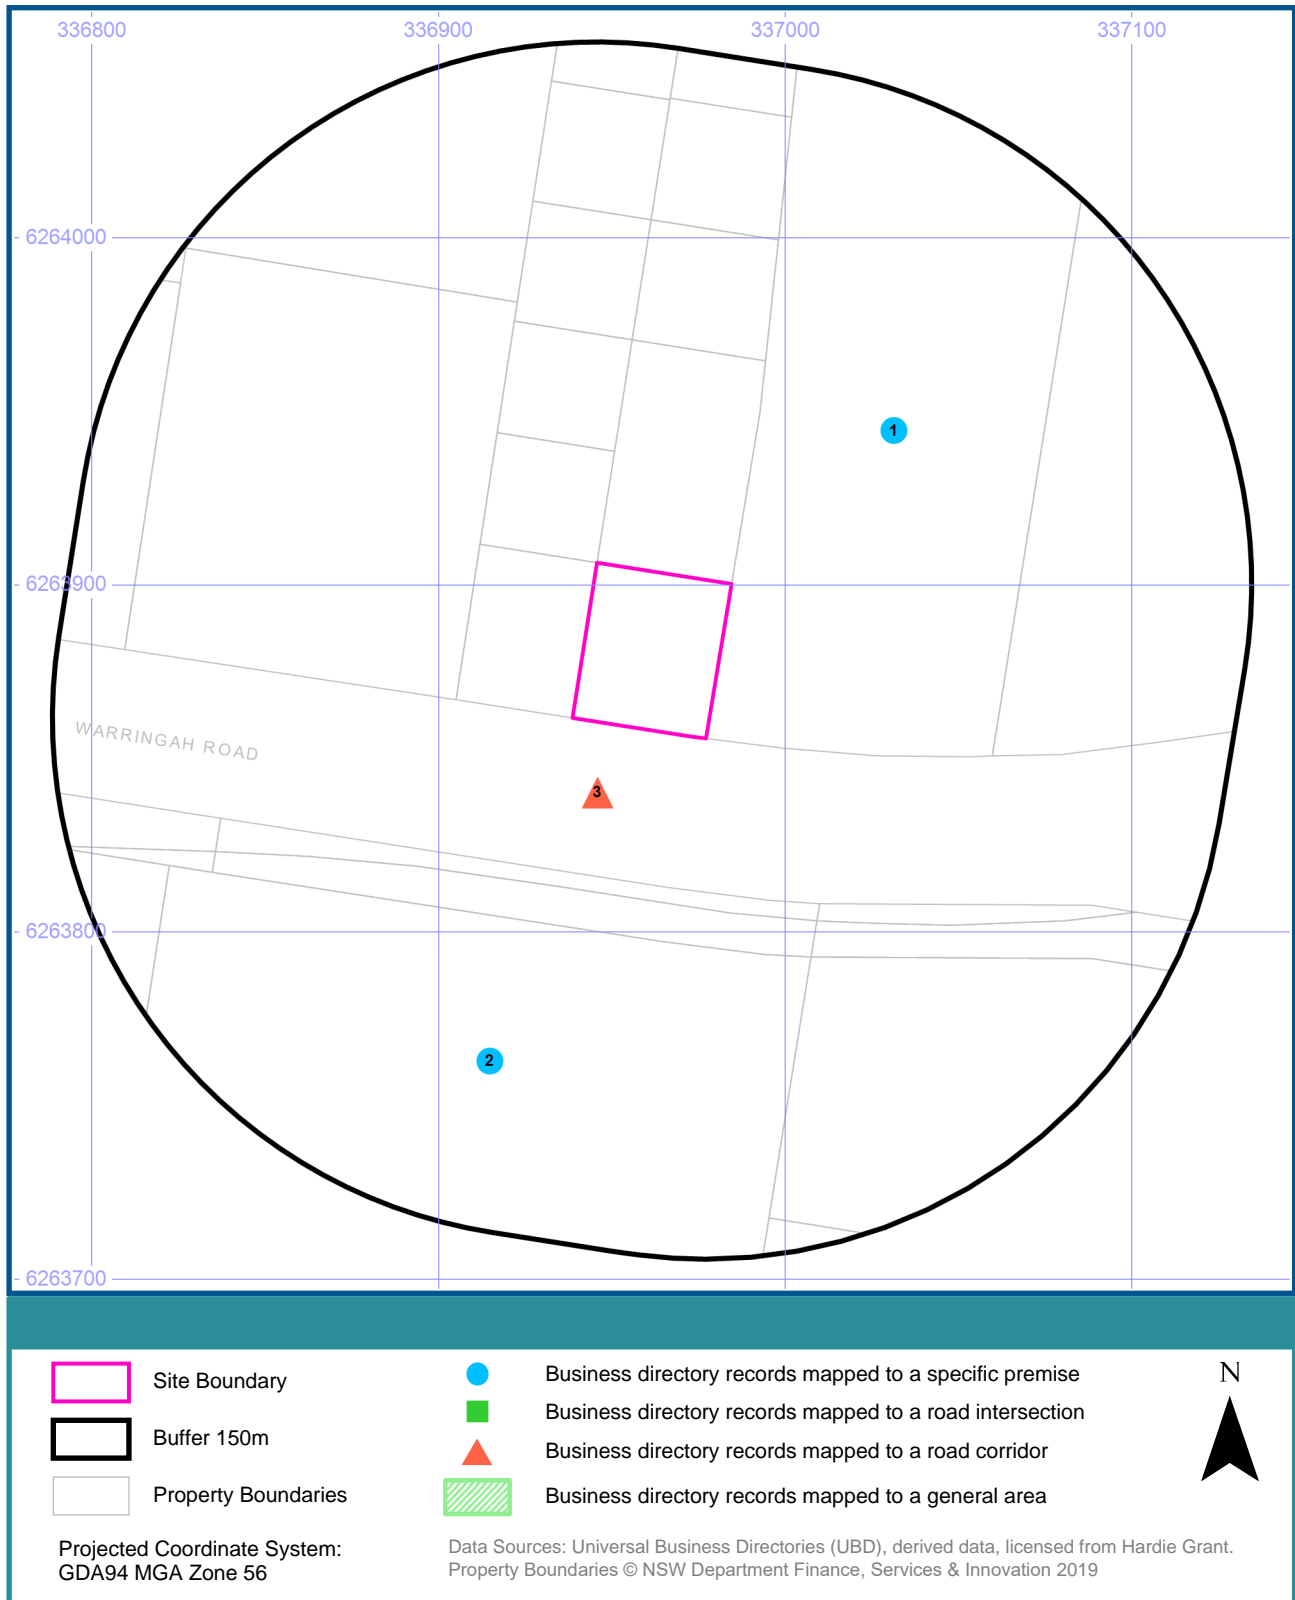 336800 336900 337000 337100
6264000
1
6263900
WARRINGAH ROAD
3
6263800
2
6263700
Site Boundary
Buffer 150m
Property Boundaries
Projected Coordinate System:
GDA94 MGA Zone 56
Business directory records mapped to a specific premise
Business directory records mapped to a road intersection
Business directory records mapped to a road corridor
Business directory records mapped to a general area
Data Sources: Universal Business Directories (UBD), derived data, licensed from Hardie Grant.
Property Boundaries © NSW Department Finance, Services & Innovation 2019
N